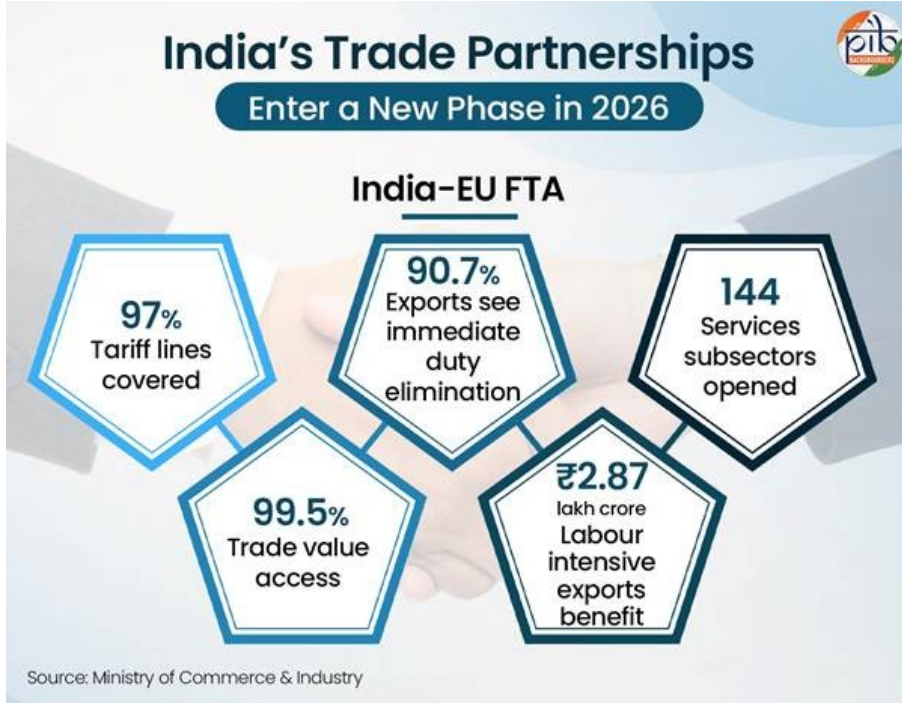 India's Trade Partnerships
pib
BACKGROUNDERS
Enter a New Phase in 2026
India-EU FTA
97%
Tariff lines
covered
99.5%
Trade value
access
90.7%
Exports see
immediate
duty
elimination
₹2.87
lakh crore
Labour
intensive
exports
benefit
144
Services
subsectors
opened
Source: Ministry of Commerce & Industry